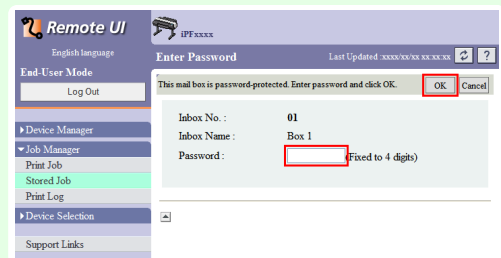 Remote UI
English language
End-User Mode
Log Out
▶Device Manager
▼Job Manager
Print Job
Stored Job
Print Log
▶Device Selection
Support Links
iPFxxxx
Enter Password
Last Updated :xxxx/xx/xx xx:xx:xx
?
This mail box is password-protected. Enter password and click OK.
OK
Cancel
Inbox No. : 01
Inbox Name : Box 1
Password : (Fixed to 4 digits)